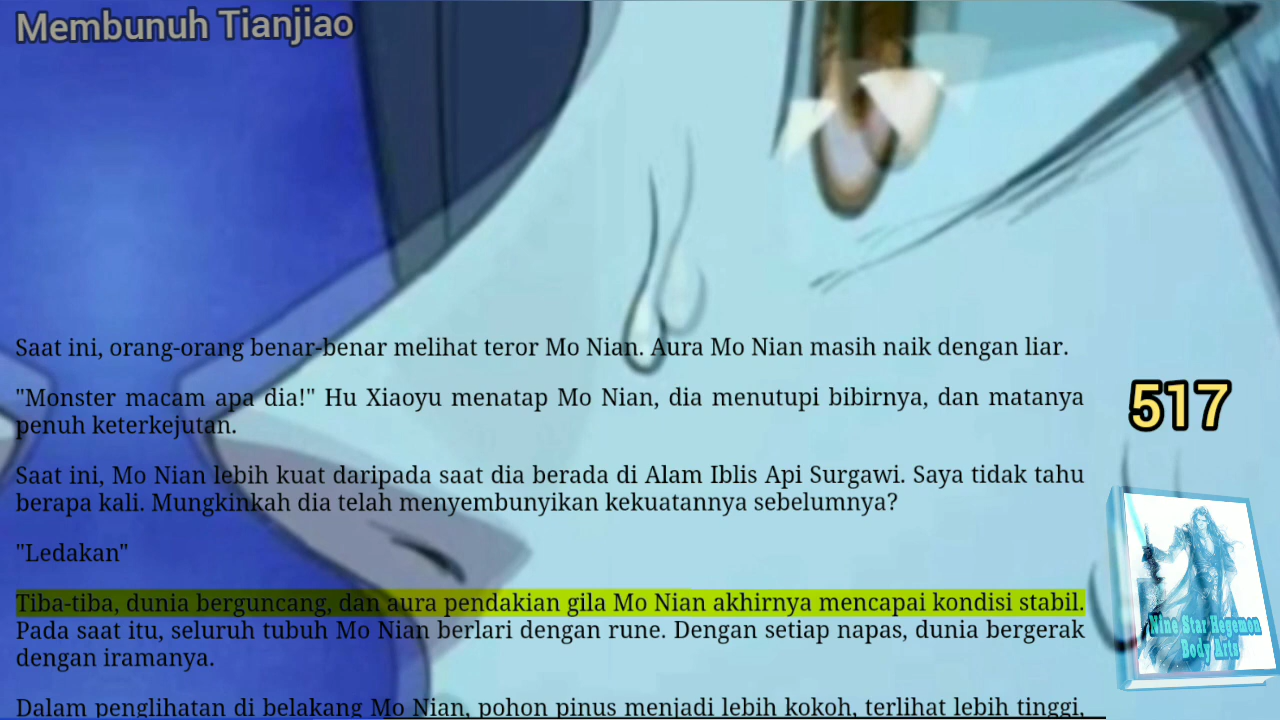 Membunuh Tianjiao
Saat ini, orang-orang benar-benar melihat teror Mo Nian. Aura Mo Nian masih naik dengan liar.
"Monster macam apa dia!" Hu Xiaoyu menatap Mo Nian, dia menutupi bibirnya, dan matanya
penuh keterkejutan.
517
Saat ini, Mo Nian lebih kuat daripada saat dia berada di Alam Iblis Api Surgawi. Saya tidak tahu
berapa kali. Mungkinkah dia telah menyembunyikan kekuatannya sebelumnya?
"Ledakan"
Tiba-tiba, dunia berguncang, dan aura pendakian gila Mo Nian akhirnya mencapai kondisi stabil.
Pada saat itu, seluruh tubuh Mo Nian berlari dengan rune. Dengan setiap napas, dunia bergerak
dengan iramanya.
Nine Star Hegemon
Body Arts
Dalam penglihatan di belakang Mo Nian, pohon pinus menjadi lebih kokoh, terlihat lebih tinggi,